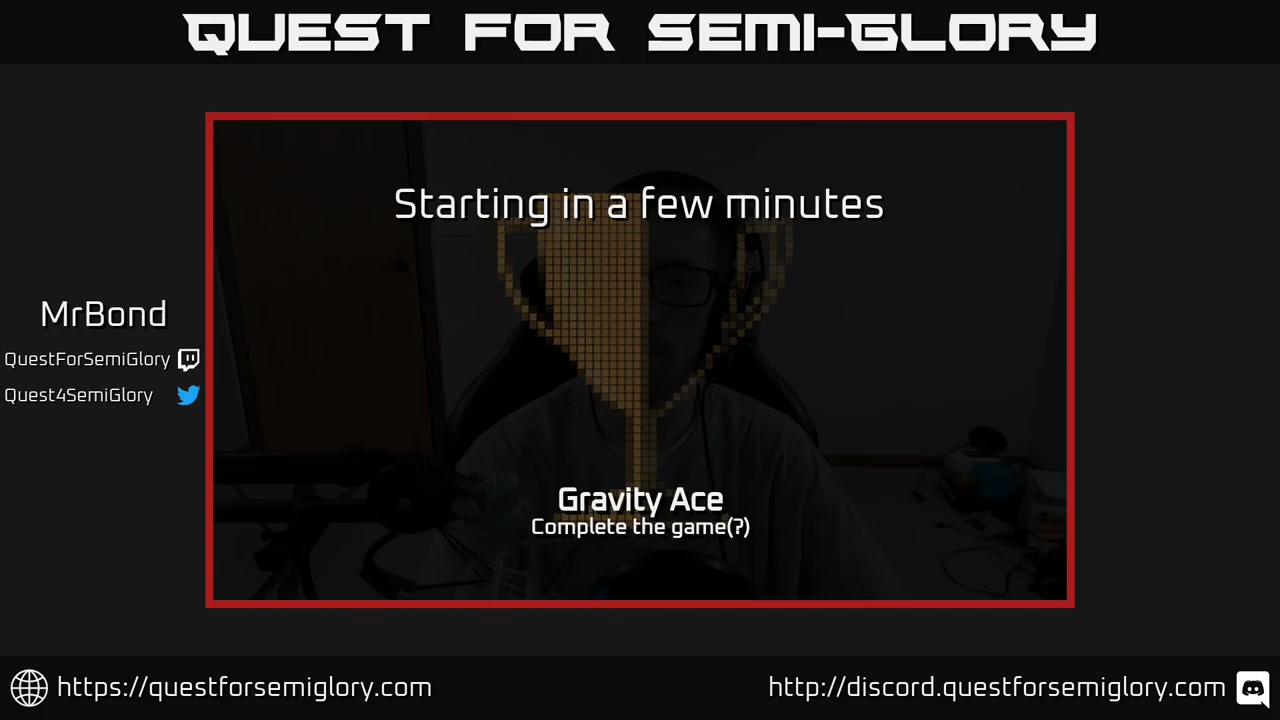 QUEST FOR SEMI-GLORY
Starting in a few minutes
MrBond
QuestForSemiGlory
Quest4SemiGlory
Gravity Ace
Complete the game(?)
https://questforsemiglory.com
http://discord.questforsemiglory.com